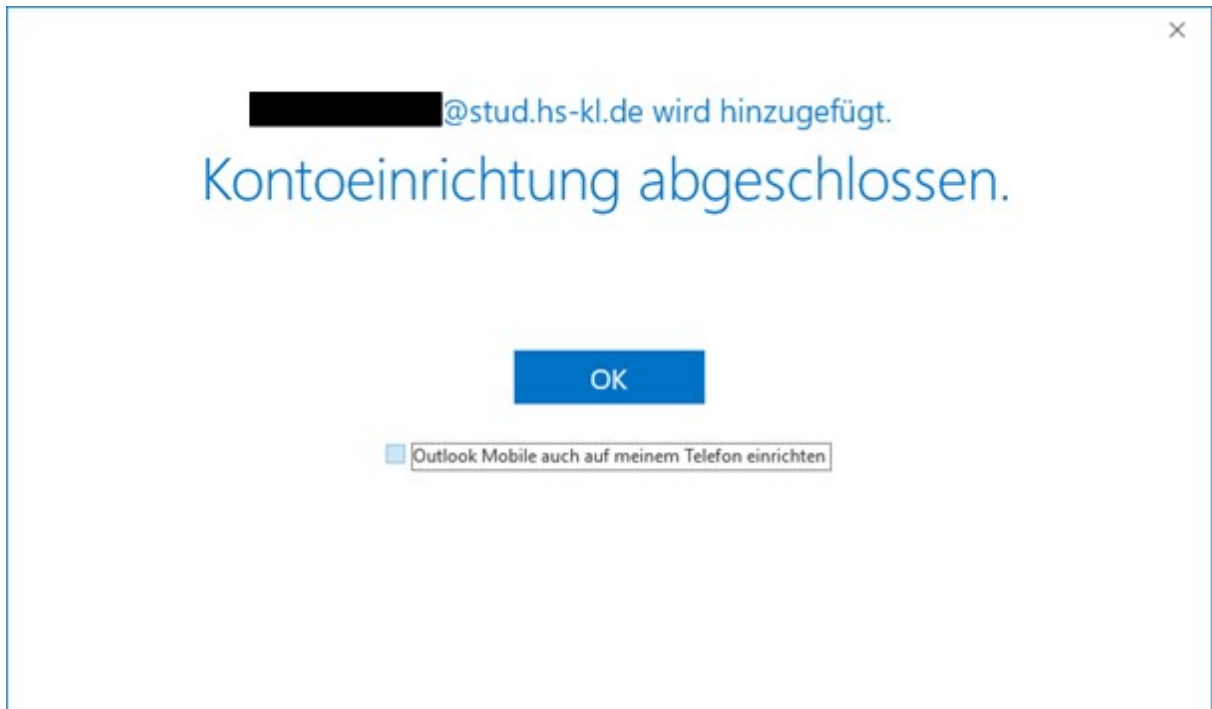 @stud.hs-kl.de wird hinzugefügt.
Kontoeinrichtung abgeschlossen.
OK
Outlook Mobile auch auf meinem Telefon einrichten